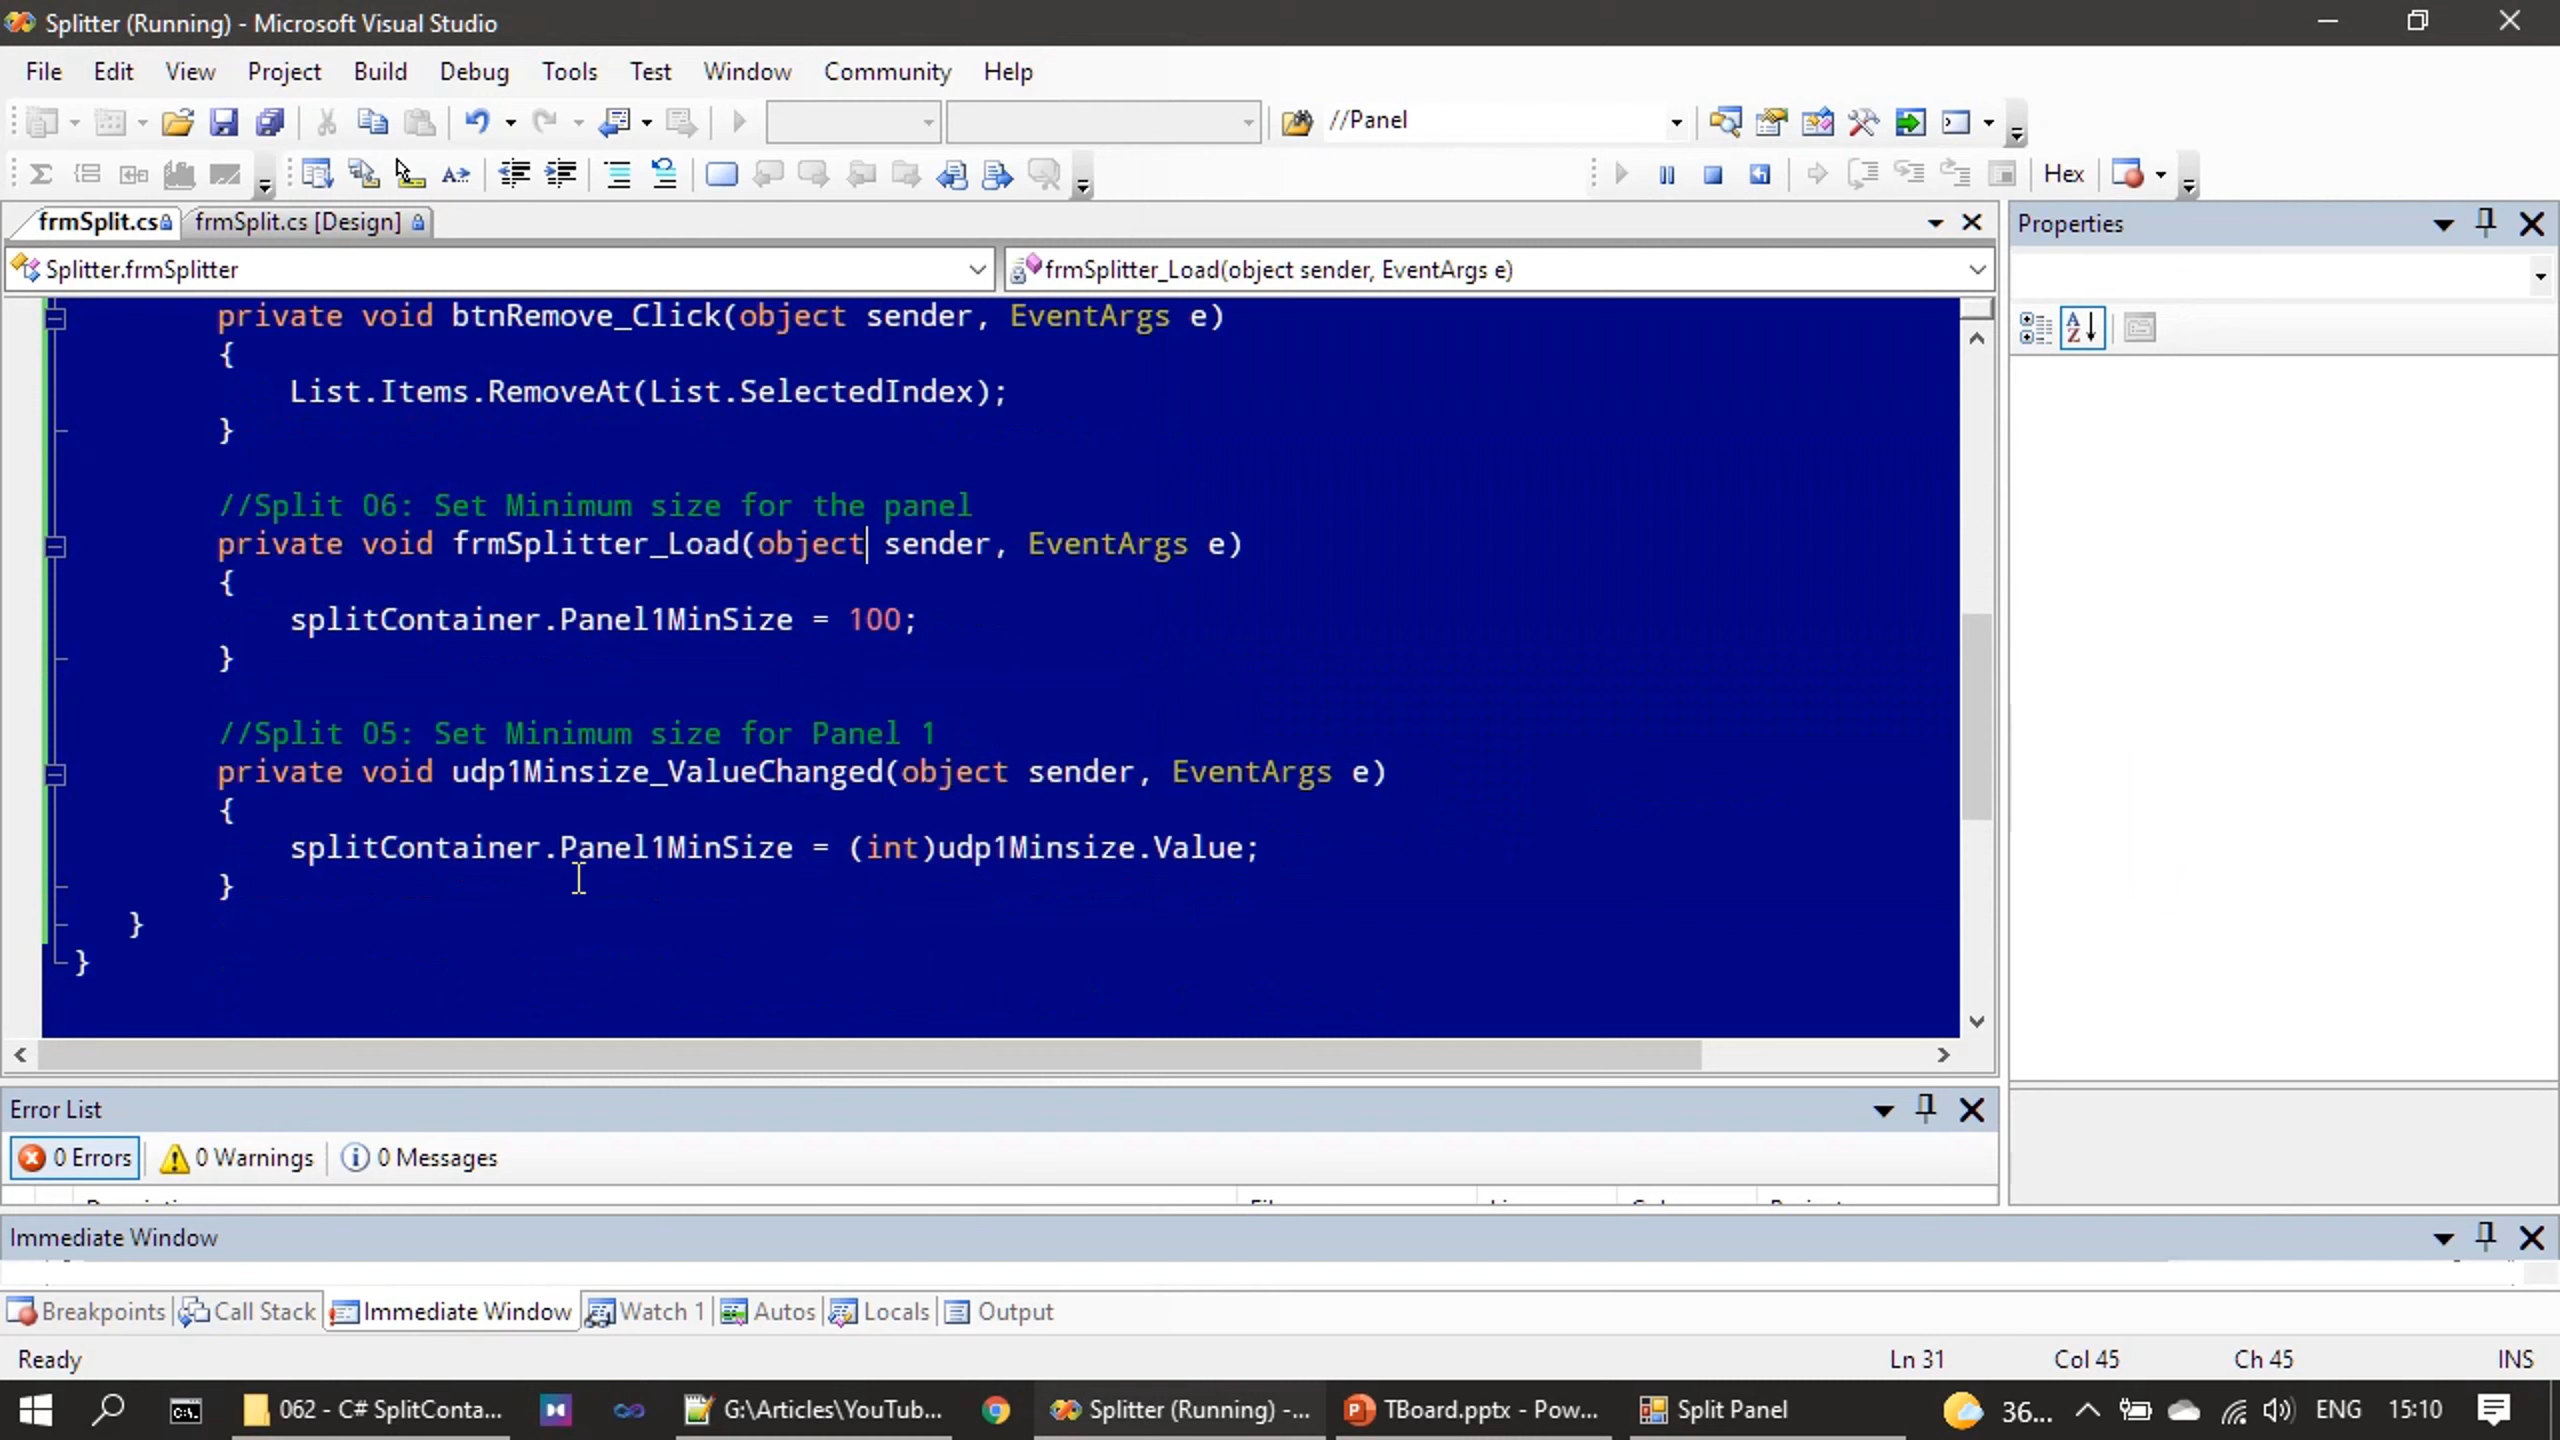 Splitter (Running) - Microsoft Visual Studio
File Edit View Project Build Debug Tools Test Window Community Help
//Panel
Hex
frmSplit.cs frmSplit.cs [Design]
Properties
Splitter.frmSplitter
frmSplitter_Load(object sender, EventArgs e)
private void btnRemove_Click(object sender, EventArgs e)
{
List.Items.RemoveAt(List.SelectedIndex);
}
//Split 06: Set Minimum size for the panel
private void frmSplitter_Load(object sender, EventArgs e)
{
splitContainer.Panel1MinSize = 100;
}
//Split 05: Set Minimum size for Panel 1
private void udp1Minsize_ValueChanged(object sender, EventArgs e)
{
splitContainer.Panel1MinSize = (int)udp1Minsize.Value;
}
}
}
Error List
0 Errors 0 Warnings 0 Messages
Immediate Window
Breakpoints Call Stack Immediate Window Watch 1 Autos Locals Output
Ready Ln 31 Col 45 Ch 45 INS
062 - C# SplitConta... G:\Articles\YouTub... Splitter (Running) -... TBoard.pptx - Pow... Split Panel 36... ENG 15:10